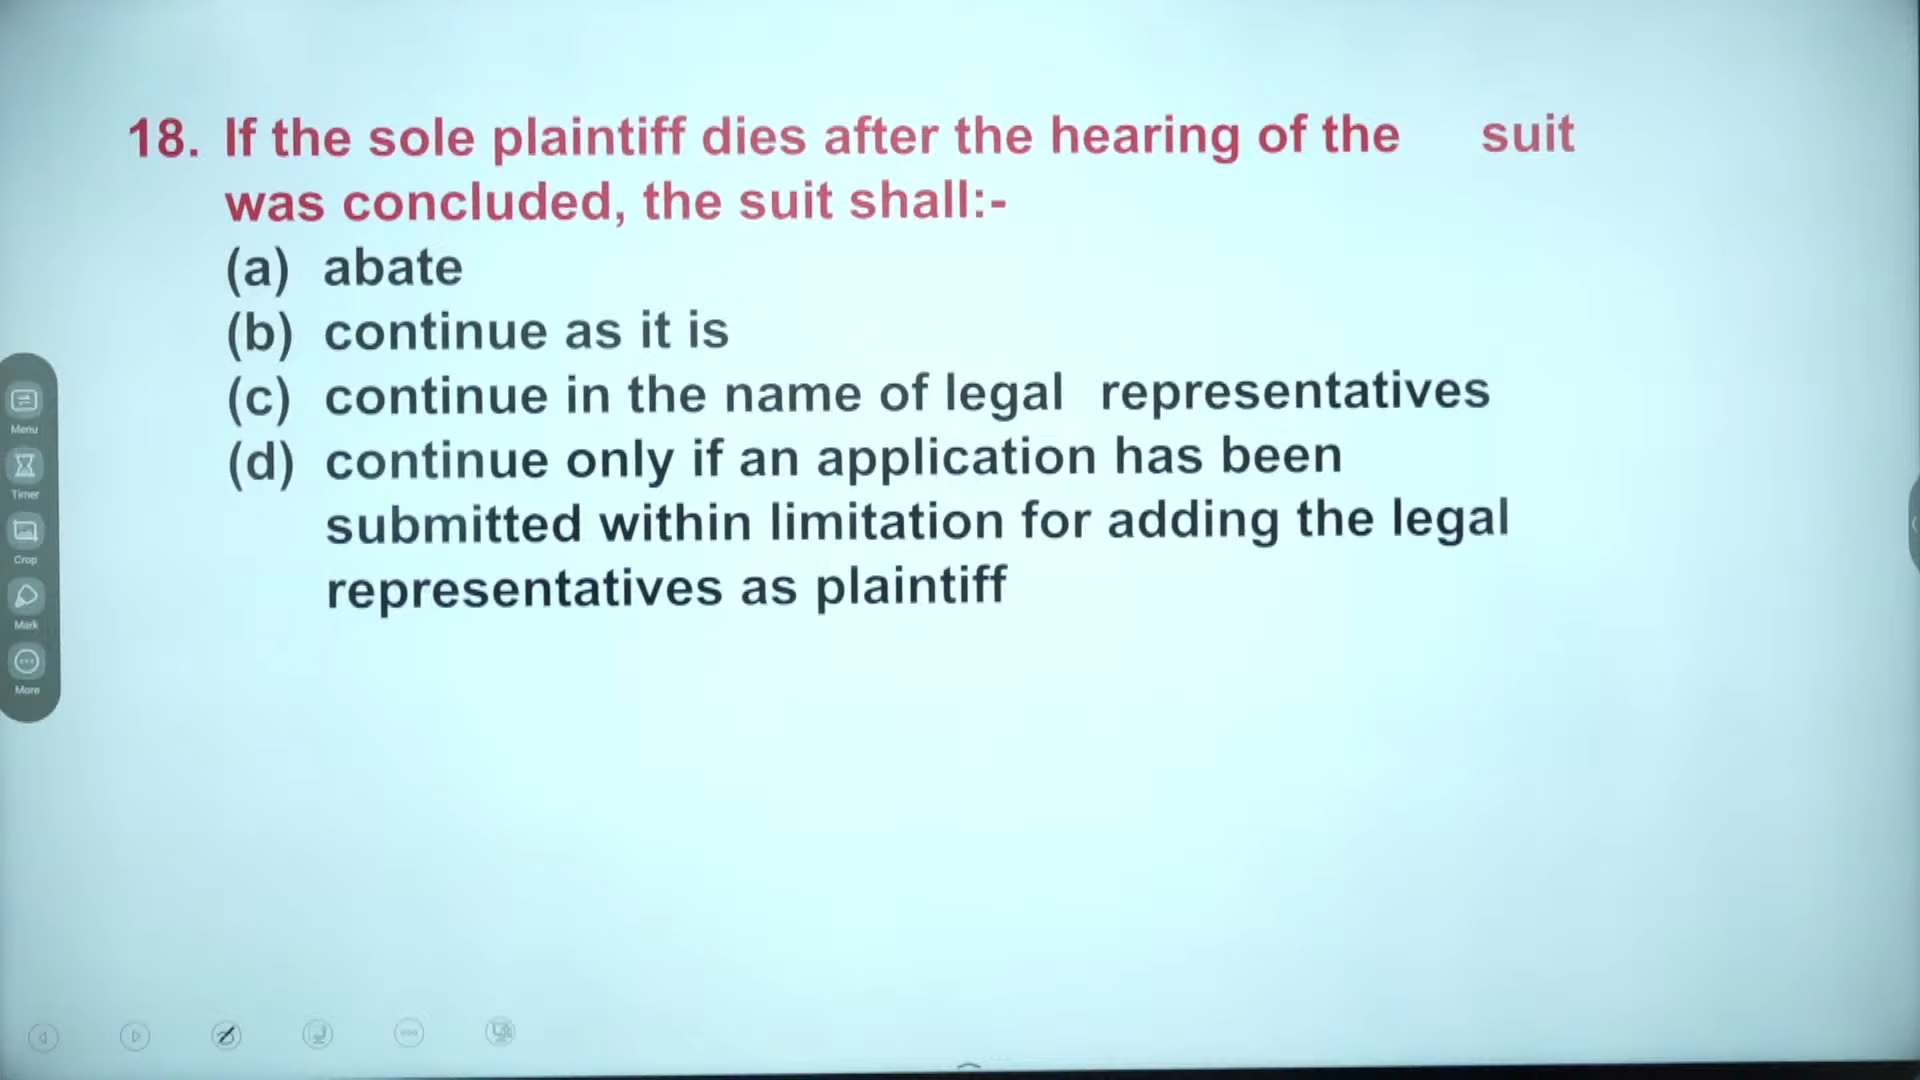 18. If the sole plaintiff dies after the hearing of the suit
was concluded, the suit shall:-
(a) abate
(b) continue as it is
(c) continue in the name of legal representatives
(d) continue only if an application has been
submitted within limitation for adding the legal
representatives as plaintiff
Menu
Timer
Crop
Mark
More